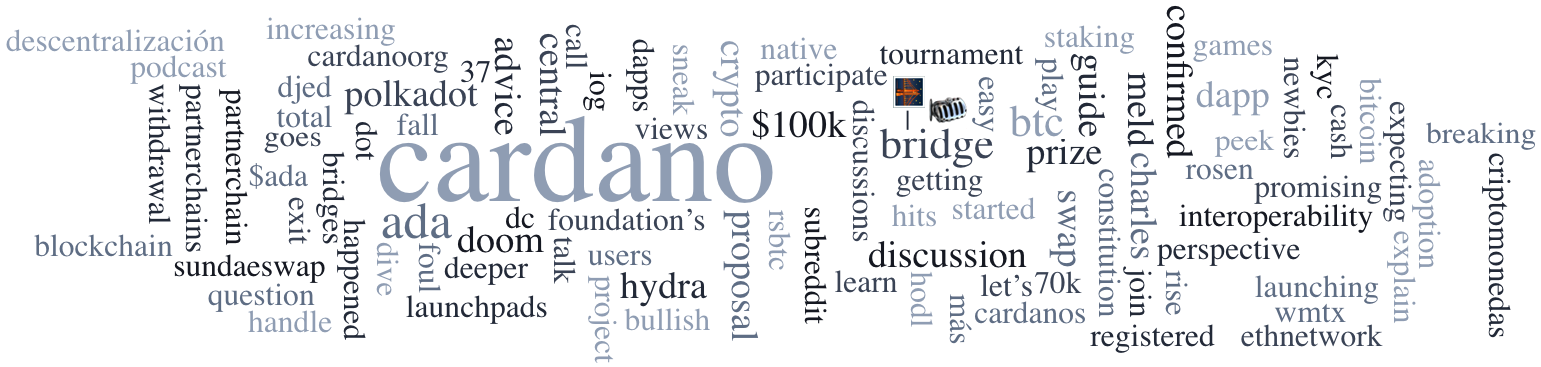 descentralización
podcast
increasing
cardanoorg
djed
total
goes
polkadot
37
advice
central
call
iog
dapps
sneak
crypto
native
participate
tournament
staking
confirmed
games
withdrawal
partnerchains
partnerchain
dot
fall
views
$100k
discussions
easy
play
guide
meld
dapp
newbies
kyc
cash
bitcoin
expecting
breaking
$ada
exit
bridges
cardano
bridge
btc
prize
charles
peek
rosen
promising
adoption
criptomonedas
getting
hits
started
swap
constitution
interoperability
perspective
explain
blockchain
sundaeswap
question
handle
happened
ada
dive
foul
doom
deeper
dc
foundation's
talk
users
launchpads
project
hydra
bullish
proposal
rsbtc
subreddit
discussion
learn
hodl
más
let's
70k
cardanos
join
rise
registered
launching
wmtx
ethnetwork